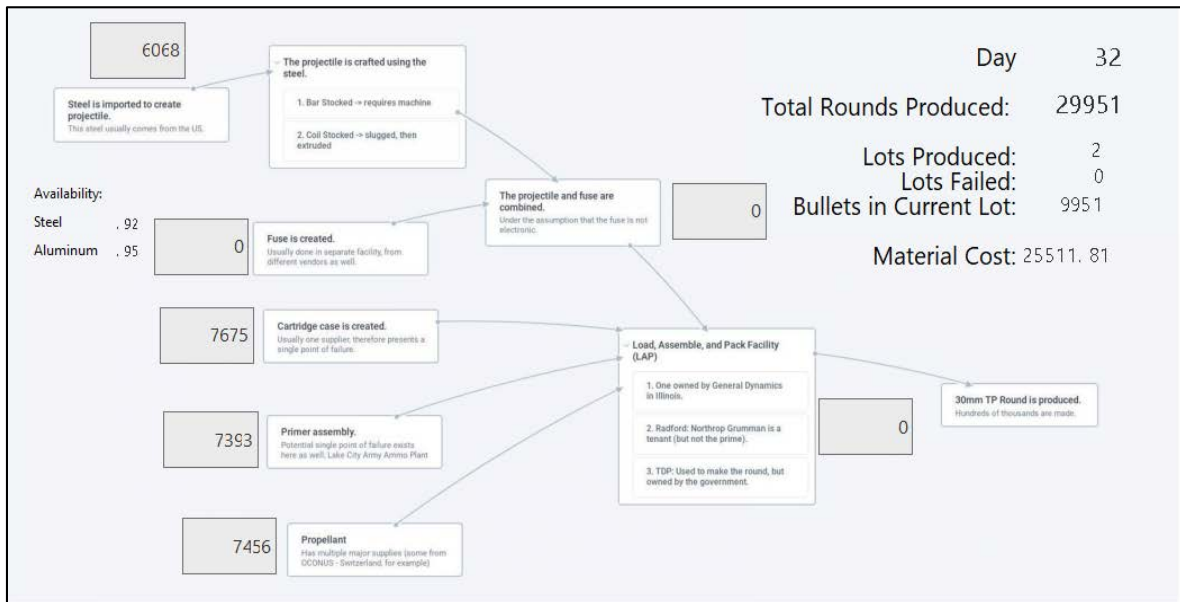 6068
Steel is imported to create
projectile.
This steel usually comes from the US.
The projectile is crafted using the
steel.
1. Bar Stocked -> requires machine
2. Coil Stocked -> slugged, then
extruded
Day 32
Total Rounds Produced: 29951
Lots Produced: 2
Lots Failed: 0
Bullets in Current Lot: 9951
Material Cost: 25511.81
Availability:
Steel .92
Aluminum .95
0
Fuse is created.
Usually done in separate facility, from
different vendors as well.
The projectile and fuse are
combined.
Under the assumption that the fuse is not
electronic.
0
7675
Cartridge case is created.
Usually one supplier, therefore presents a
single point of failure.
7393
Primer assembly.
Potential single point of failure exists
here as well, Lake City Army Ammo Plant
7456
Propellant
Has multiple major supplies (some from
OCONUS - Switzerland, for example)
Load, Assemble, and Pack Facility
(LAP)
1. One owned by General Dynamics
in Illinois.
2. Radford: Northrop Grumman is a
tenant (but not the prime).
3. TDP: Used to make the round, but
owned by the government.
0
30mm TP Round is produced.
Hundreds of thousands are made.